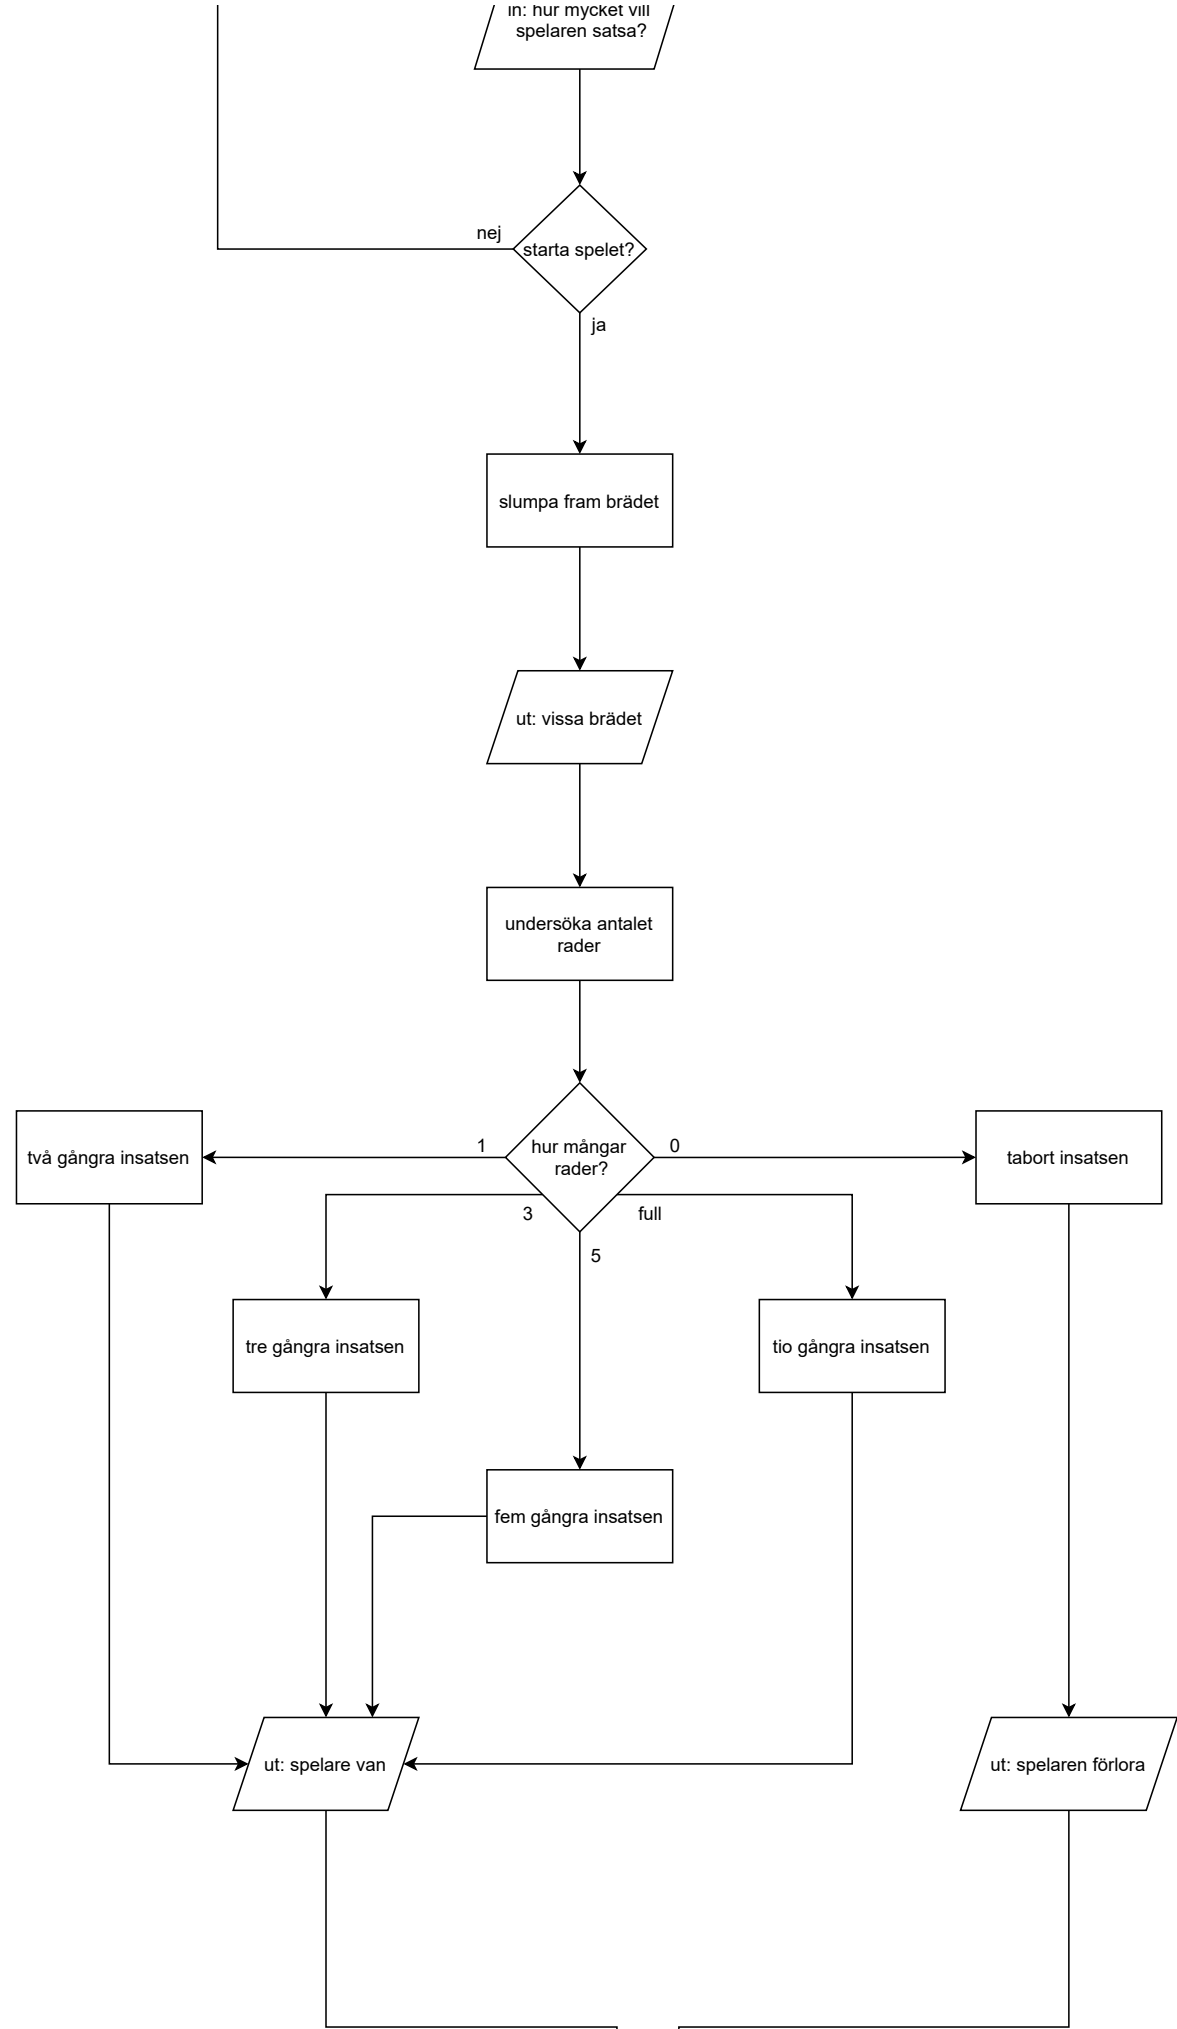 in: hur mycket vill
spelaren satsa?
nej
starta spelet?
ja
slumpa fram brädet
ut: vissa brädet
undersöka antalet
rader
två gångra insatsen
1
hur mångar
rader?
0
tabort insatsen
3
full
5
tre gångra insatsen
tio gångra insatsen
fem gångra insatsen
ut: spelare van
ut: spelaren förlora